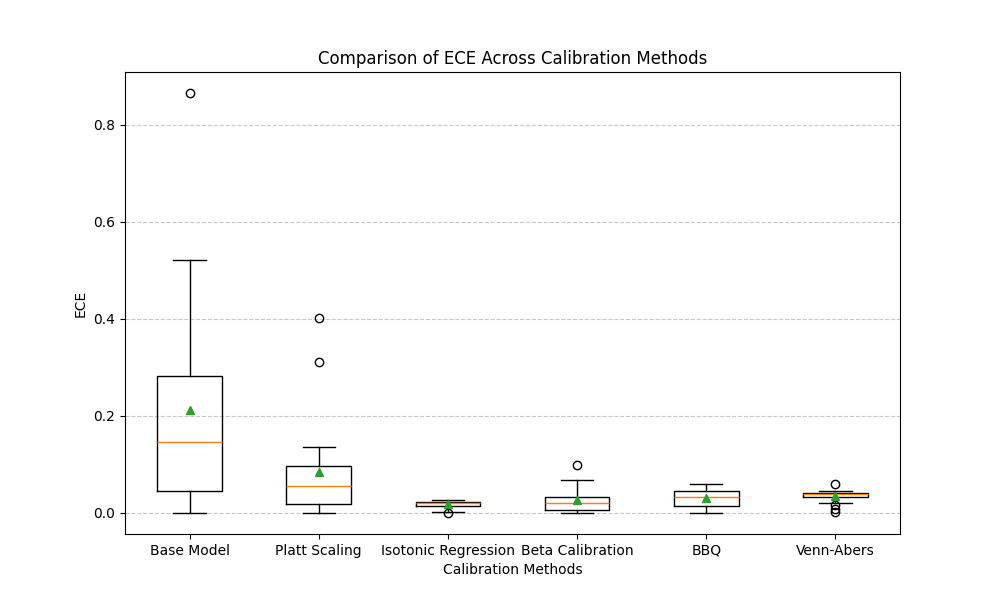 Comparison of ECE Across Calibration Methods
ECE
0.8
0.6
0.4
0.2
0.0
Base Model
Platt Scaling
Isotonic Regression
Beta Calibration
BBQ
Venn-Abers
Calibration Methods